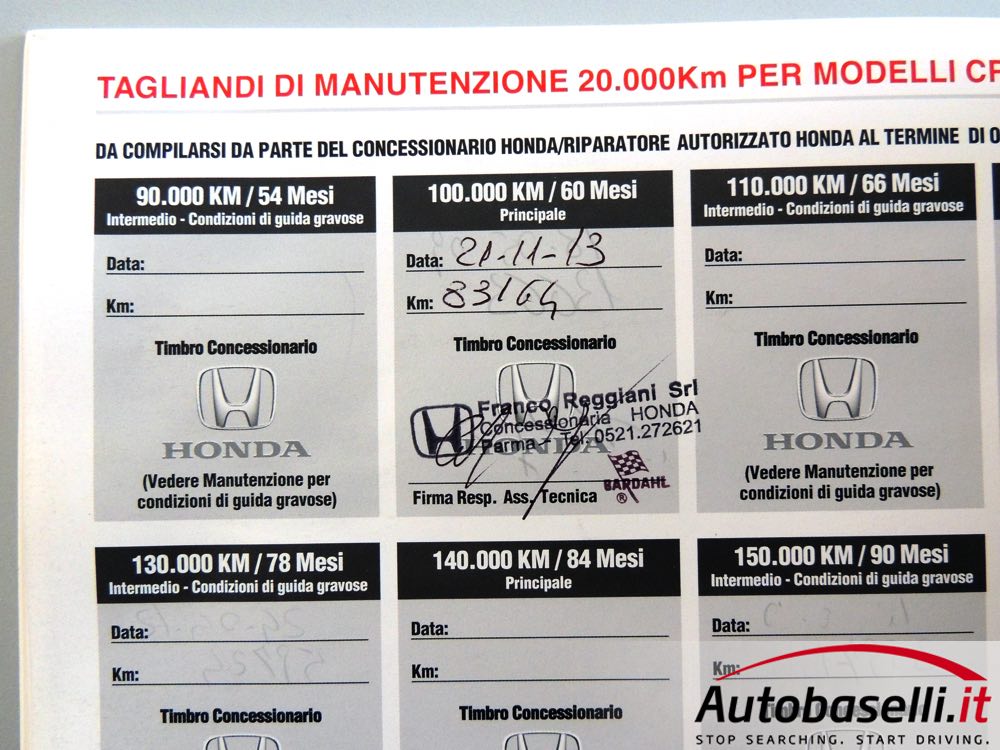 TAGLIANDI DI MANUTENZIONE 20.000Km PER MODELLI CR
DA COMPILARSI DA PARTE DEL CONCESSIONARIO HONDA/RIPARATORE AUTORIZZATO HONDA AL TERMINE DI O
90.000 KM / 54 Mesi
Intermedio - Condizioni di guida gravose
Data:
Km:
Timbro Concessionario
HONDA
(Vedere Manutenzione per
condizioni di guida gravose)
100.000 KM / 60 Mesi
Principale
Data: 21-11-13
Km: 83164
Timbro Concessionario
Franco Reggiani Srl
Concessionaria HONDA
Parma - Tel. 0521.272621
HONDA
BARDAHL
®
Firma Resp. Ass. Tecnica
110.000 KM / 66 Mesi
Intermedio - Condizioni di guida gravose
Data:
Km:
Timbro Concessionario
HONDA
(Vedere Manutenzione per
condizioni di guida gravose)
130.000 KM / 78 Mesi
Intermedio - Condizioni di guida gravose
Data:
Km:
Timbro Concessionario
140.000 KM / 84 Mesi
Principale
Data:
Km:
Timbro Concessionario
150.000 KM / 90 Mesi
Intermedio - Condizioni di guida gravose
Data:
Km:
Timbro Concessionario
Autobaselli.it
STOP SEARCHING. START DRIVING.